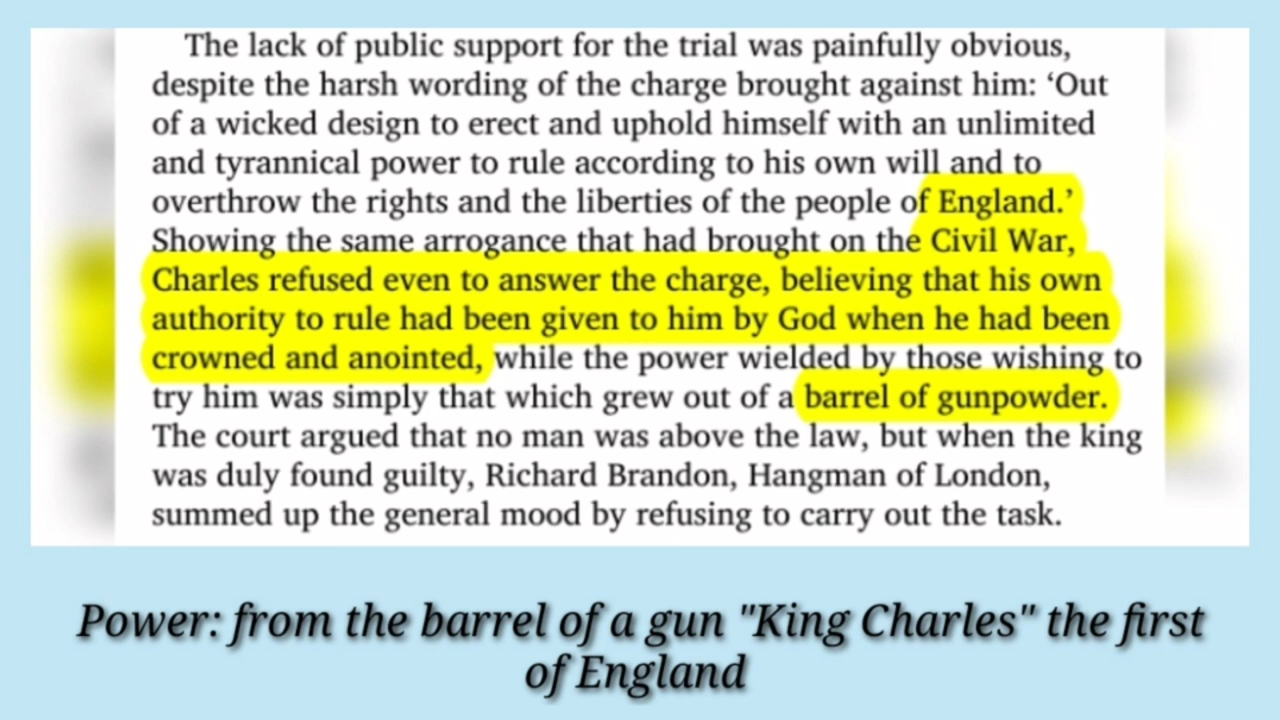 The lack of public support for the trial was painfully obvious,
despite the harsh wording of the charge brought against him: ‘Out
of a wicked design to erect and uphold himself with an unlimited
and tyrannical power to rule according to his own will and to
overthrow the rights and the liberties of the people of England.’
Showing the same arrogance that had brought on the Civil War,
Charles refused even to answer the charge, believing that his own
authority to rule had been given to him by God when he had been
crowned and anointed, while the power wielded by those wishing to
try him was simply that which grew out of a barrel of gunpowder.
The court argued that no man was above the law, but when the king
was duly found guilty, Richard Brandon, Hangman of London,
summed up the general mood by refusing to carry out the task.
Power: from the barrel of a gun "King Charles" the first
of England